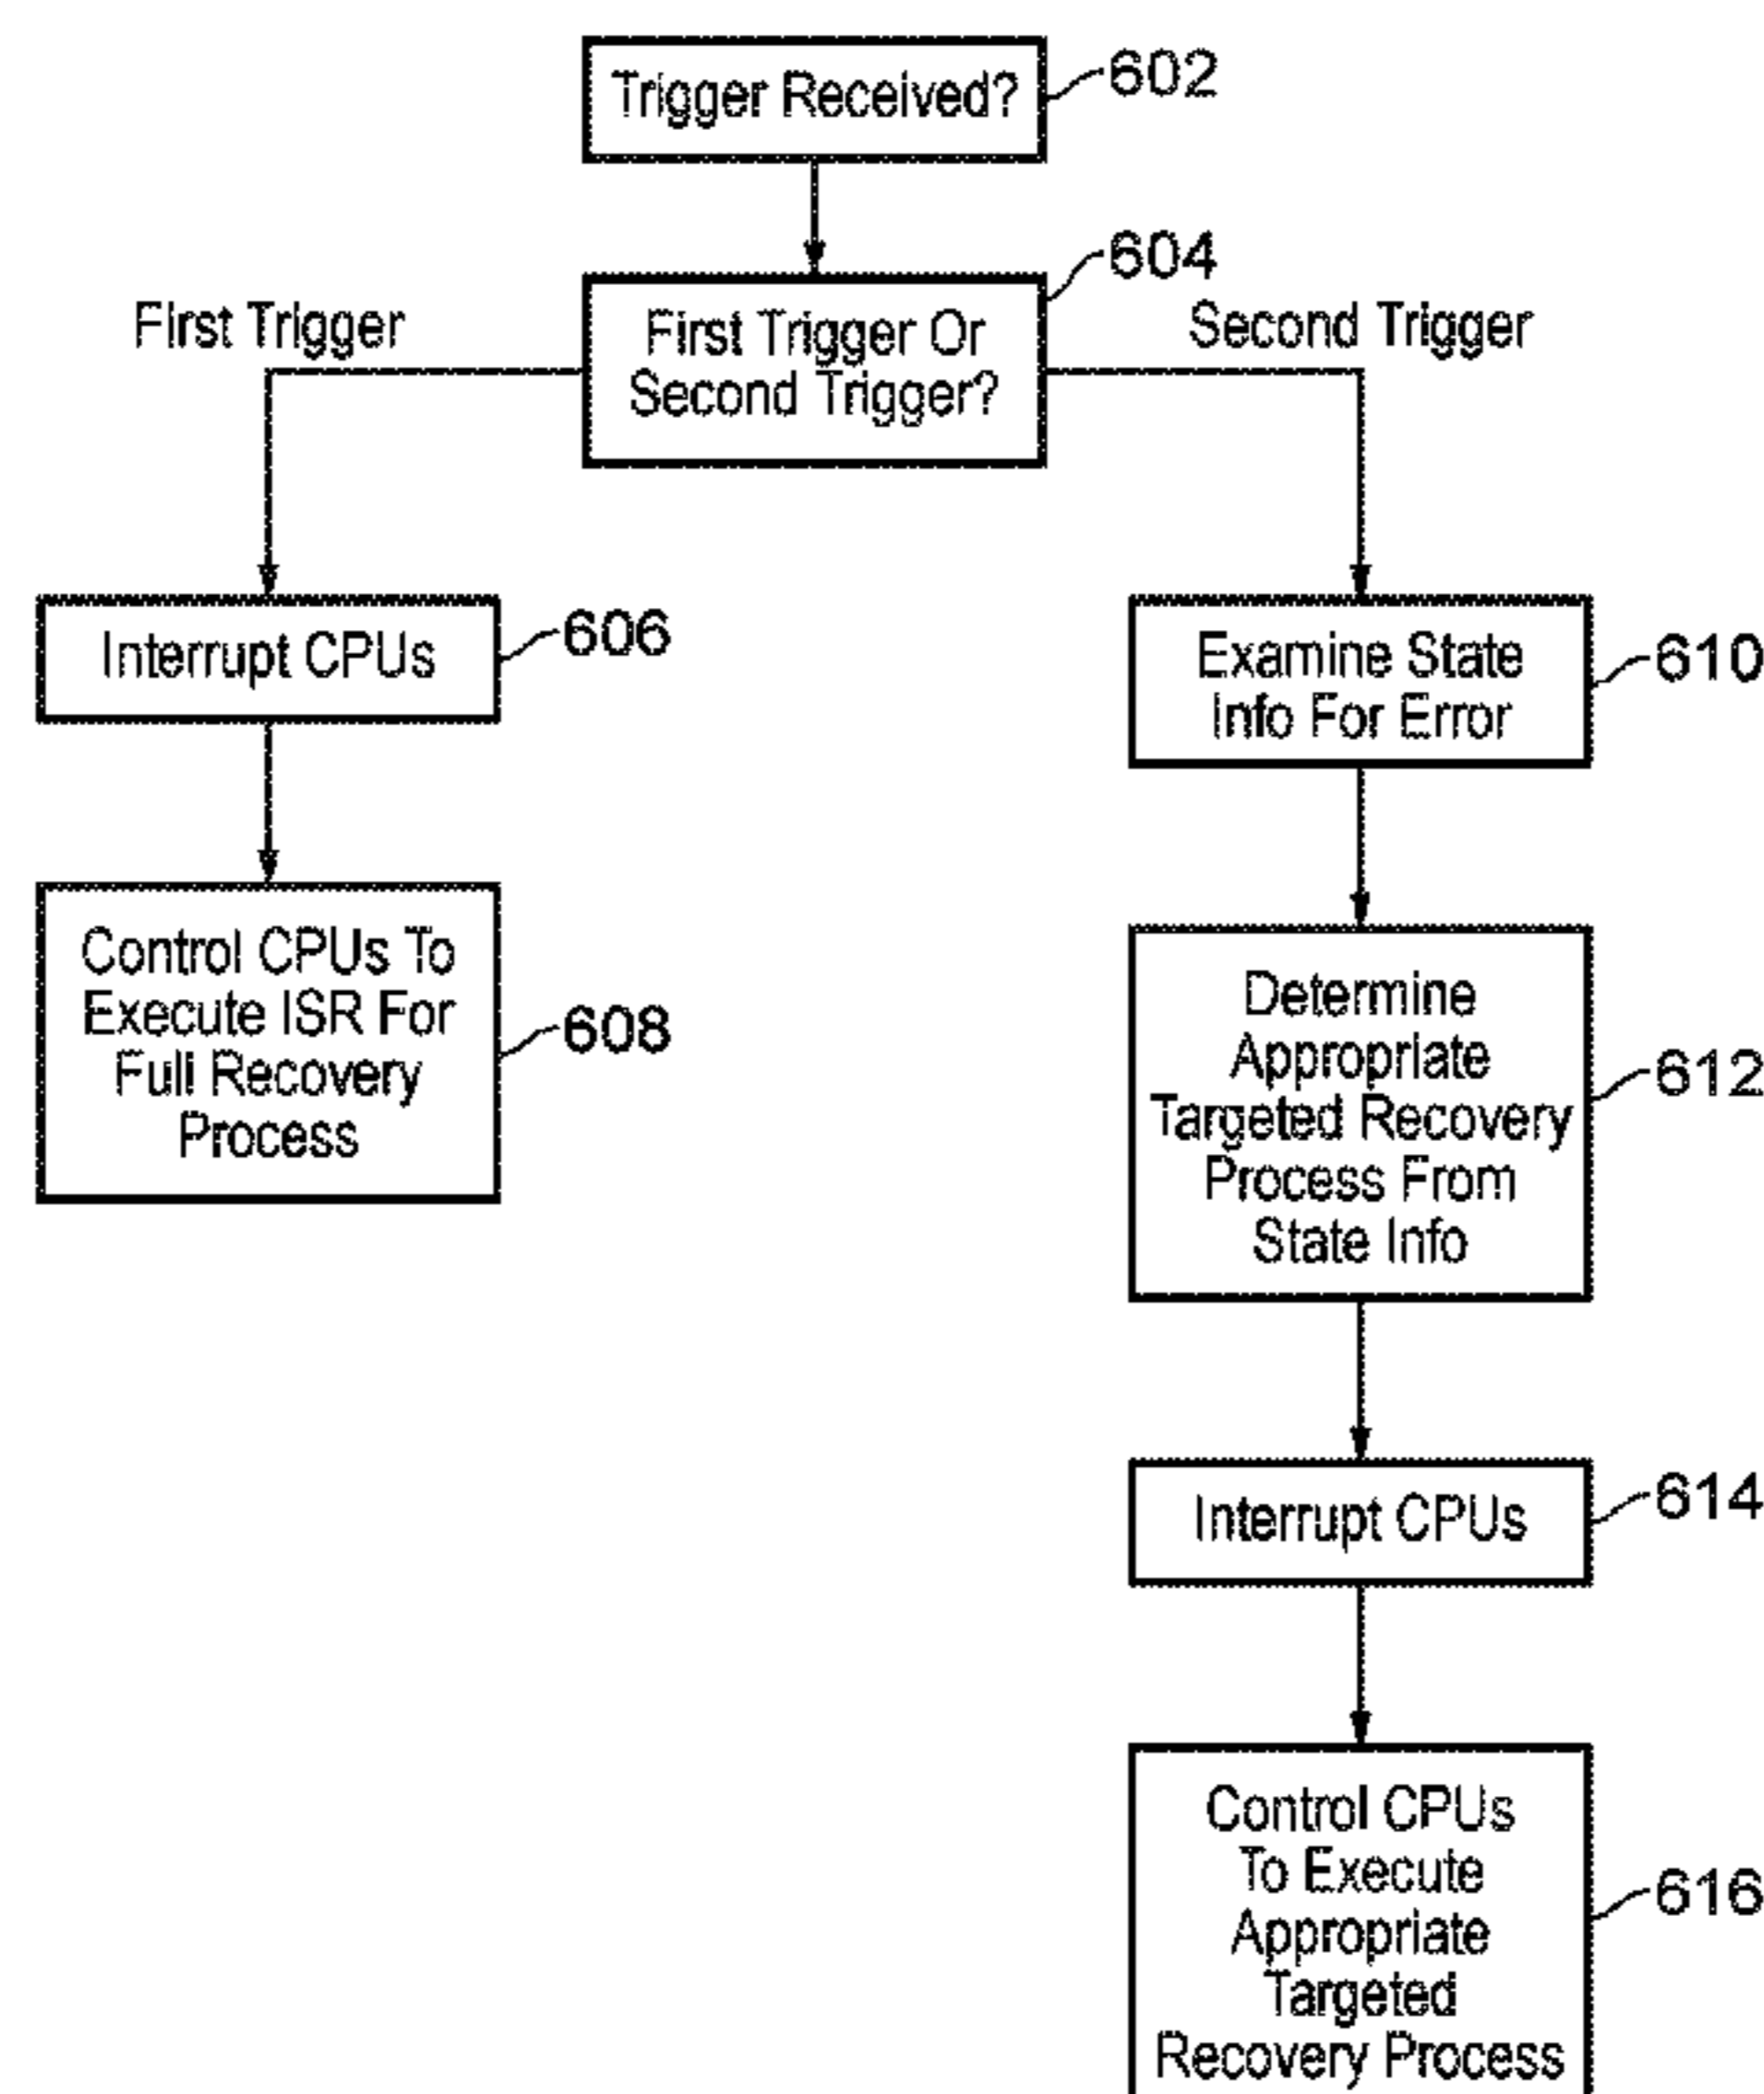 Trigger Received?
602
604
First Trigger
First Trigger Or
Second Trigger?
Second Trigger
Interrupt CPUs
606
Examine State
Info For Error
610
Control CPUs To
Execute ISR For
Full Recovery
Process
608
Determine
Appropriate
Targeted Recovery
Process From
State Info
612
Interrupt CPUs
614
Control CPUs
To Execute
Appropriate
Targeted
Recovery Process
616